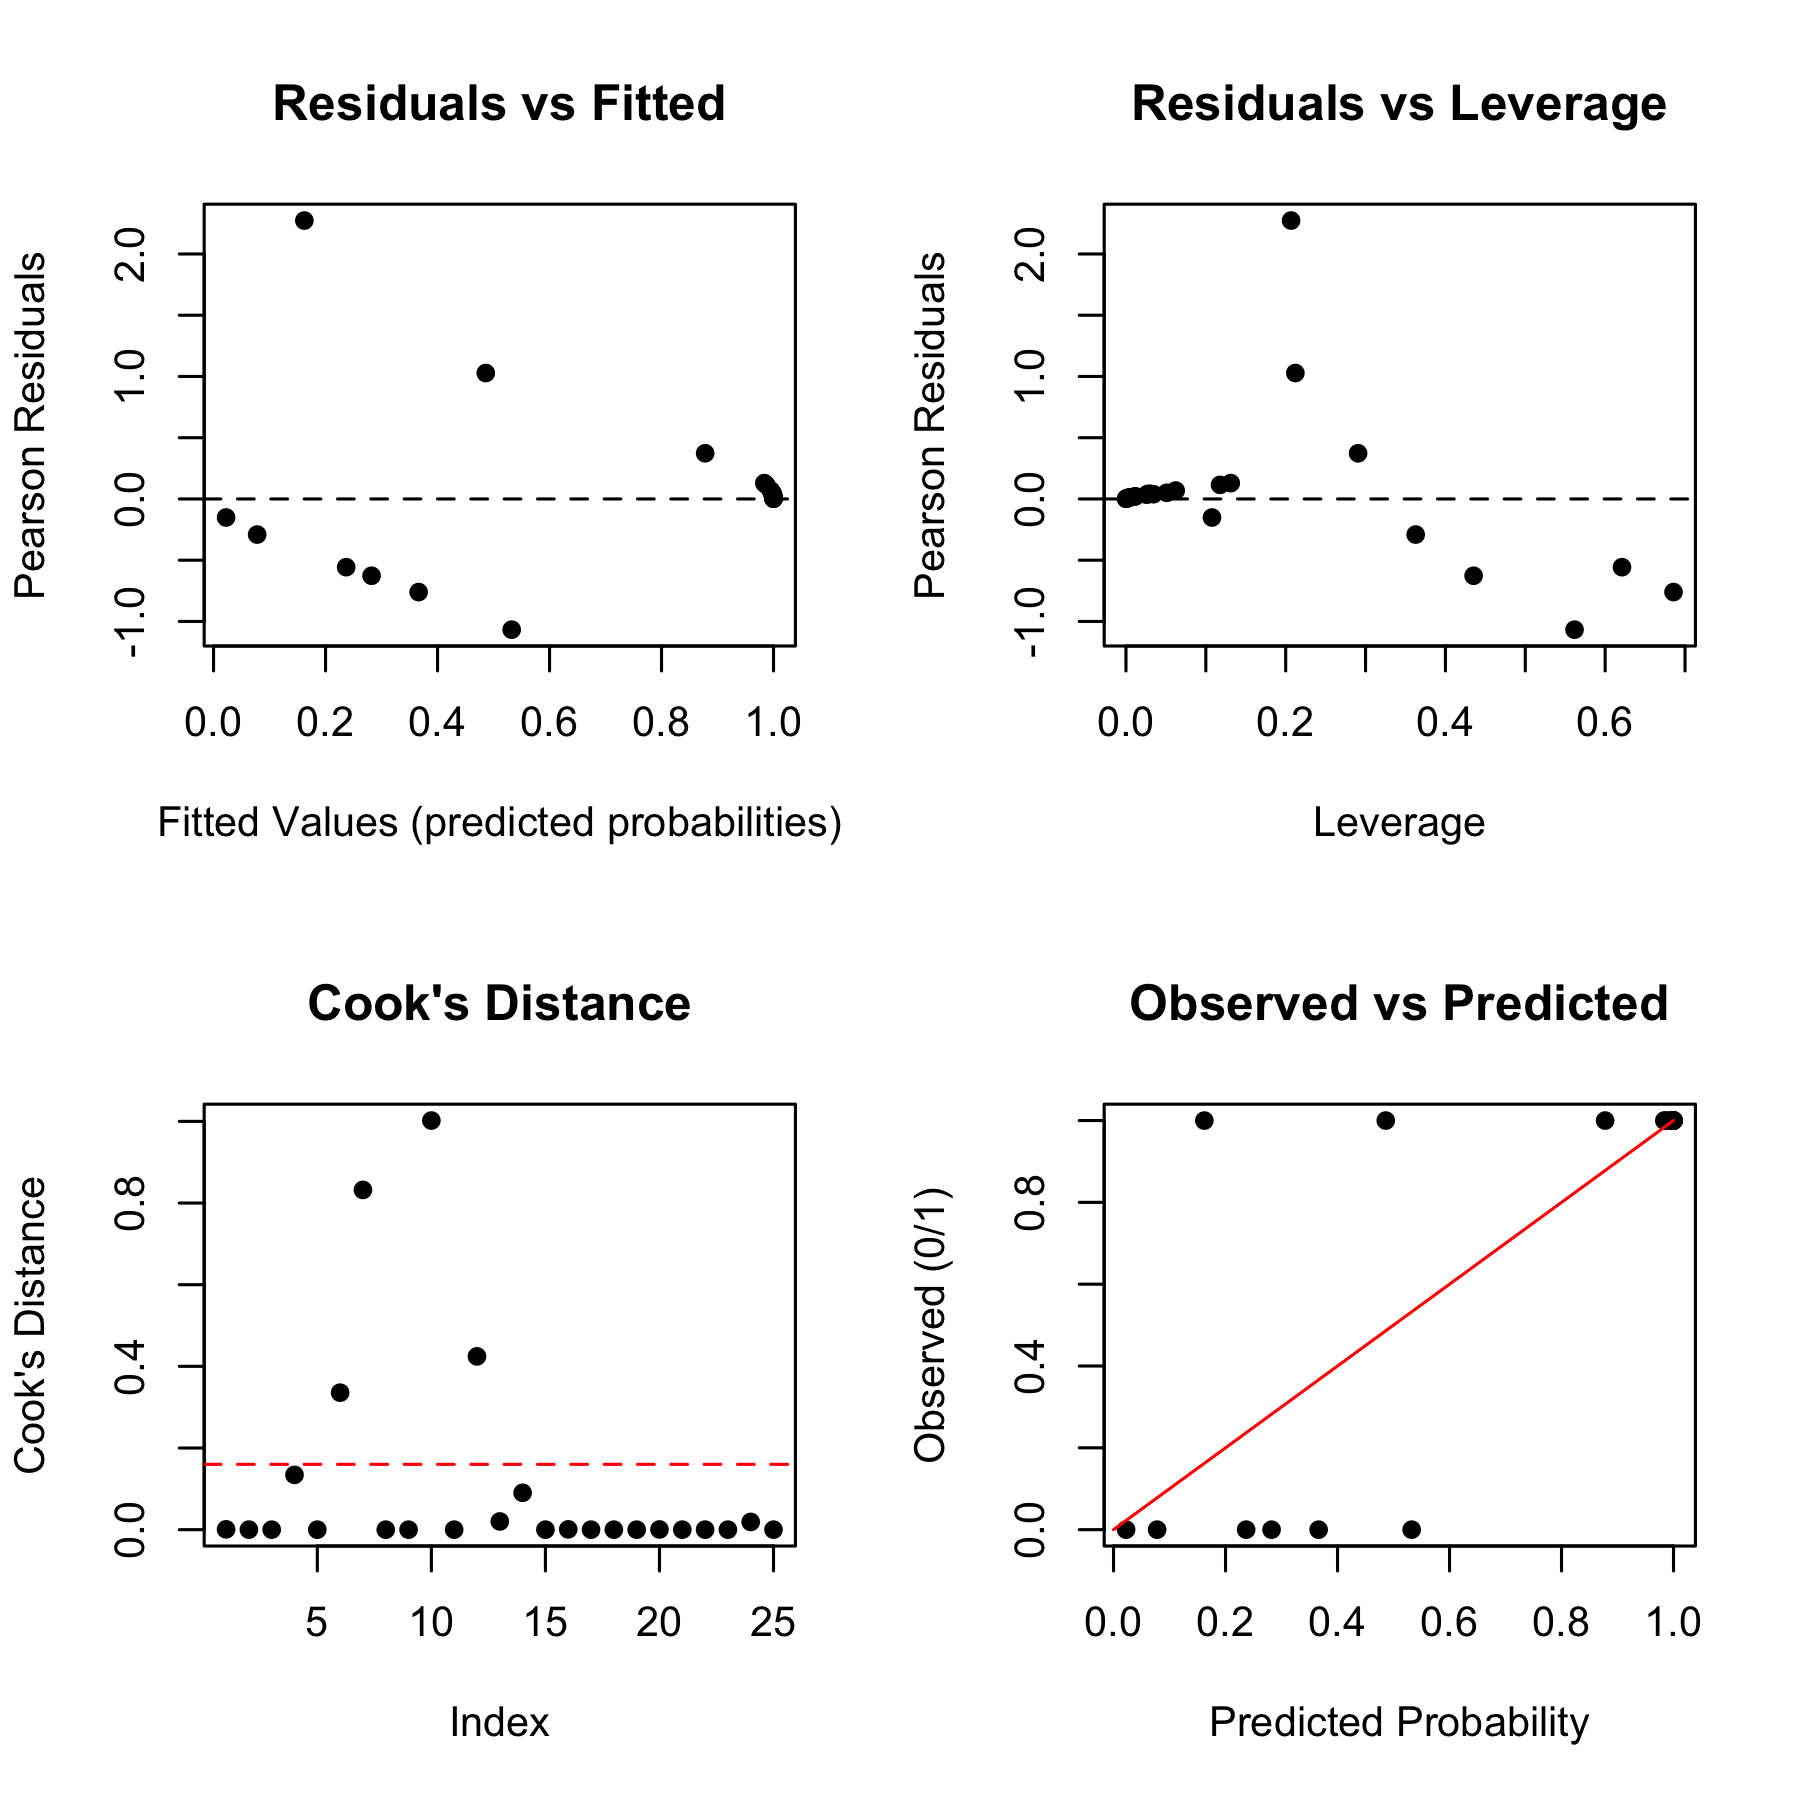 Residuals vs Fitted
Pearson Residuals
2.0
1.0
0.0
-1.0
0.0 0.2 0.4 0.6 0.8 1.0
Fitted Values (predicted probabilities)
Residuals vs Leverage
Pearson Residuals
2.0
1.0
0.0
-1.0
0.0 0.2 0.4 0.6
Leverage
Cook's Distance
Cook's Distance
0.8
0.4
0.0
5 10 15 20 25
Index
Observed vs Predicted
Observed (0/1)
0.8
0.4
0.0
0.0 0.2 0.4 0.6 0.8 1.0
Predicted Probability